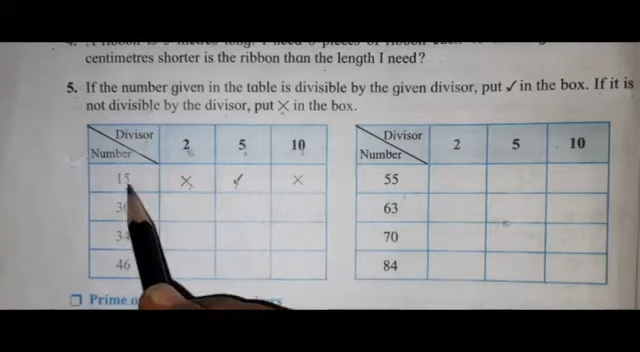 centimetres shorter is the ribbon than the length I need?
5. If the number given in the table is divisible by the given divisor, put ✓ in the box. If it is
not divisible by the divisor, put ✕ in the box.
Divisor 2 5 10
Number
15 ✕ ✓ ✕
34
46
Divisor 2 5 10
Number
55
63
70
84
Prime